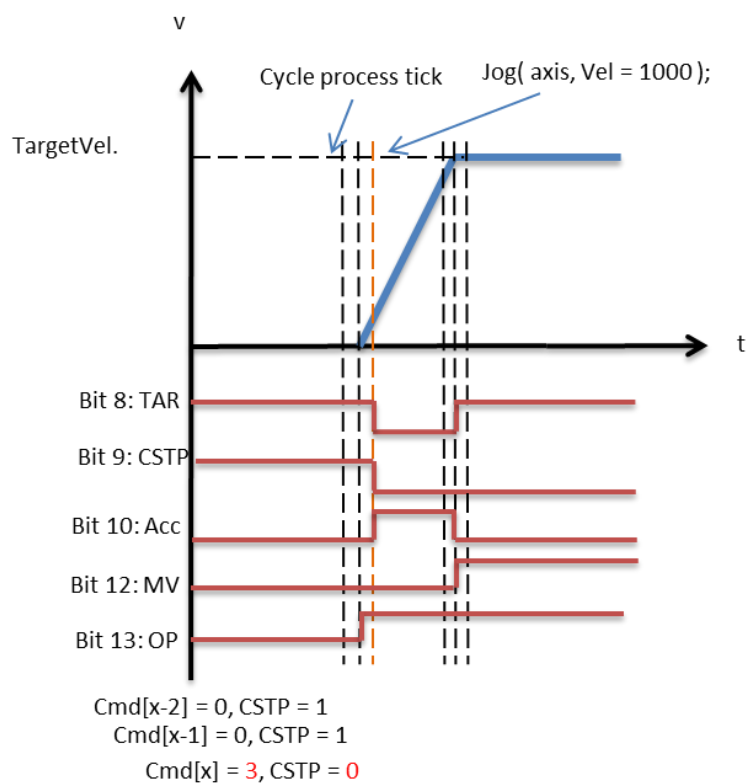 v
Cycle process tick
Jog( axis, Vel = 1000 );
TargetVel.
t
Bit 8: TAR
Bit 9: CSTP
Bit 10: Acc
Bit 12: MV
Bit 13: OP
Cmd[x-2] = 0, CSTP = 1
Cmd[x-1] = 0, CSTP = 1
Cmd[x] = 3, CSTP = 0